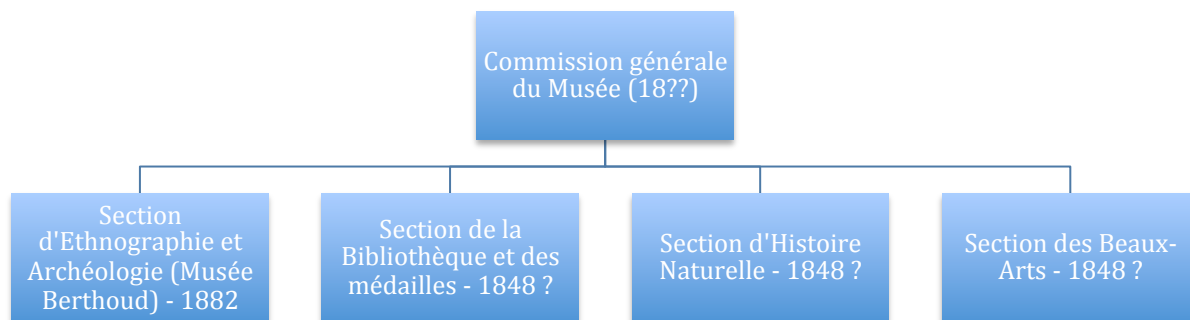 Commission générale
du Musée (18??)
Section
d'Ethnographie et
Archéologie (Musée
Berthoud) - 1882
Section de la
Bibliothèque et des
médailles - 1848 ?
Section d'Histoire
Naturelle - 1848 ?
Section des Beaux-
Arts - 1848 ?